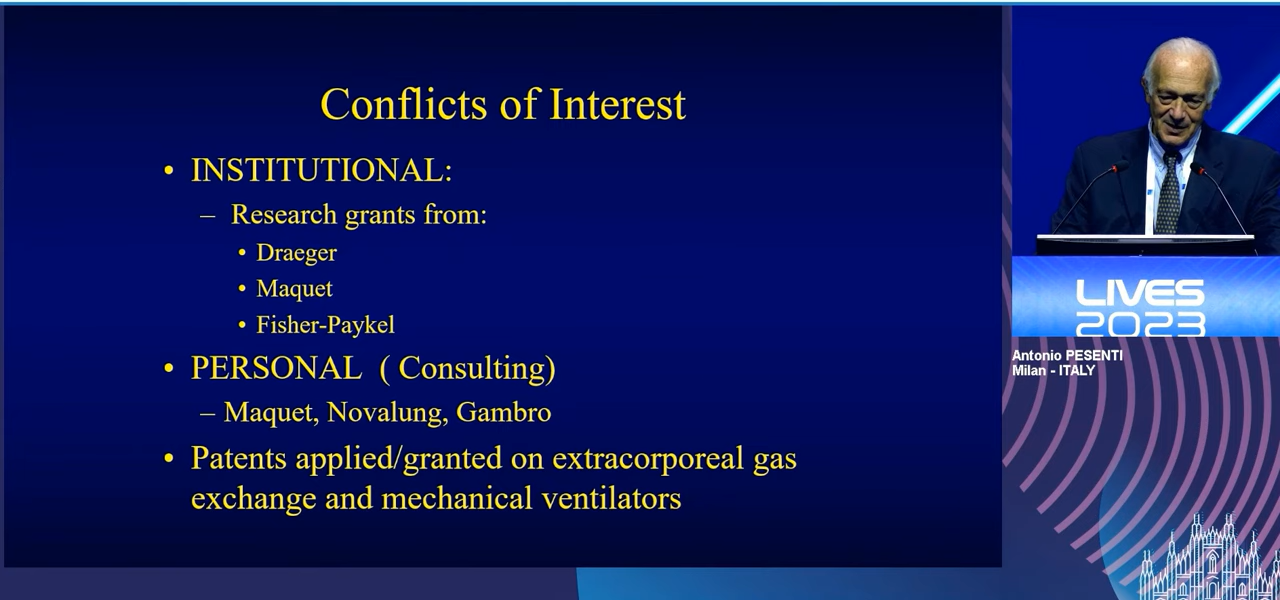 Conflicts of Interest
• INSTITUTIONAL:
– Research grants from:
• Draeger
• Maquet
• Fisher-Paykel
• PERSONAL ( Consulting)
– Maquet, Novalung, Gambro
• Patents applied/granted on extracorporeal gas
exchange and mechanical ventilators
LIVES
2023
Antonio PESENTI
Milan - ITALY